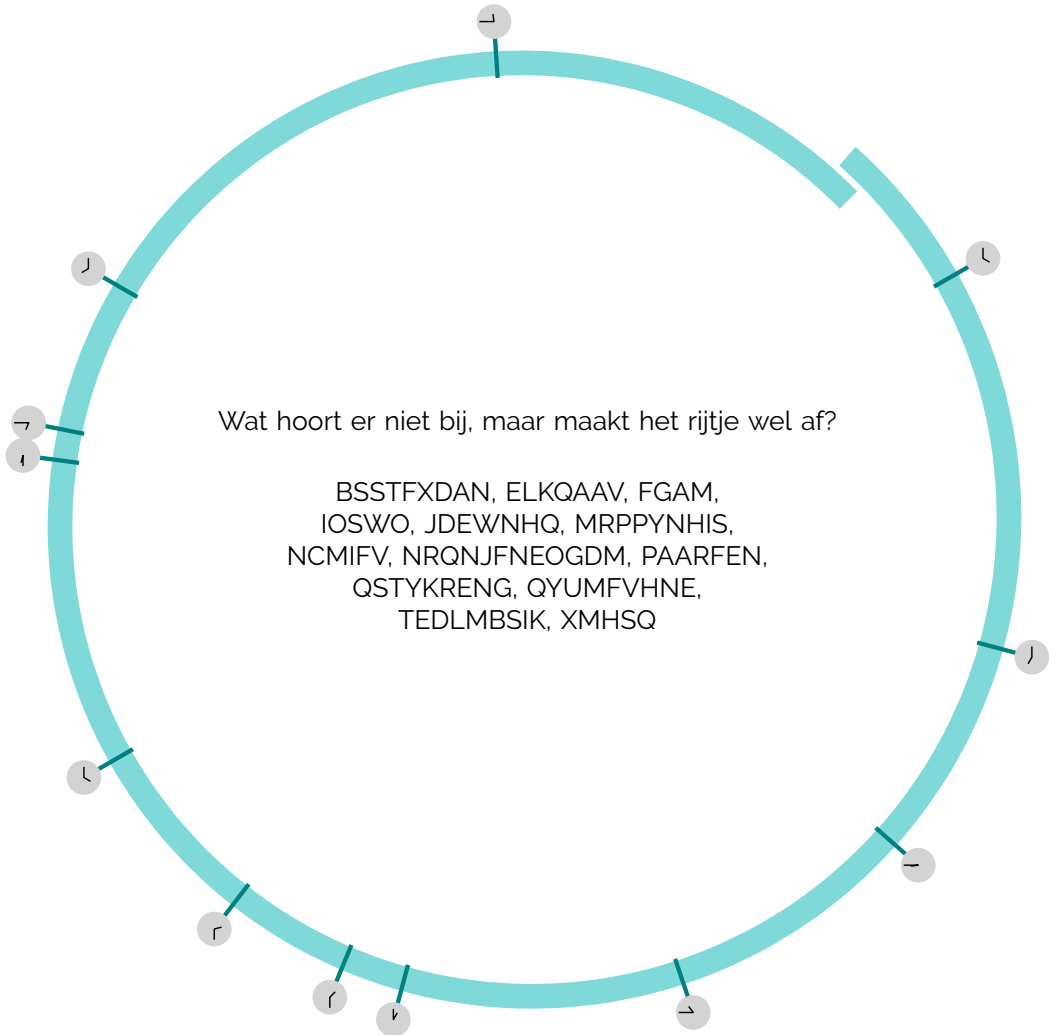 Wat hoort er niet bij, maar maakt het rijtje wel af?
BSSTFXDAN, ELKQAAV, FGAM,
IOSWO, JDEWNHQ, MRPPYNHIS,
NCMIFV, NRQNJFNEOGDM, PAARFEN,
QSTYKRENG, QYUMFVHNE,
TEDLMBSIK, XMHSQ